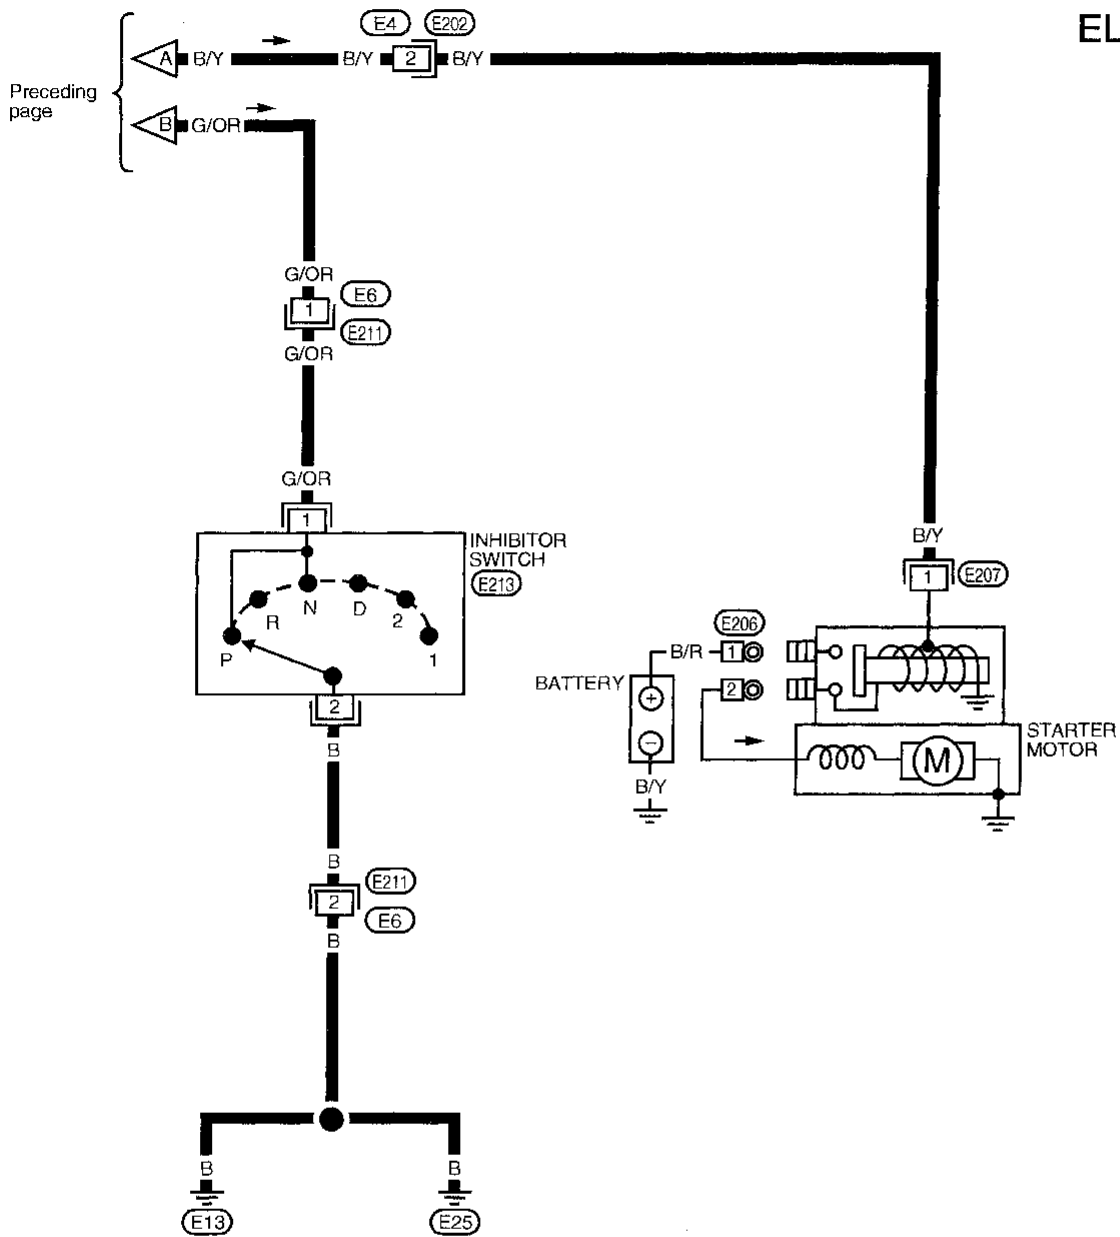 EL
E4 E202
Preceding
page
A B/Y B/Y 2 B/Y
B G/OR
G/OR
1 E6
E211
G/OR
G/OR
1
INHIBITOR
SWITCH
E213
P R N D 2 1
2
B
B
E211
2
E6
B
B B
E13 E25
B/Y
1 E207
E206
B/R 1
BATTERY
2
+
−
B/Y
STARTER
MOTOR
M